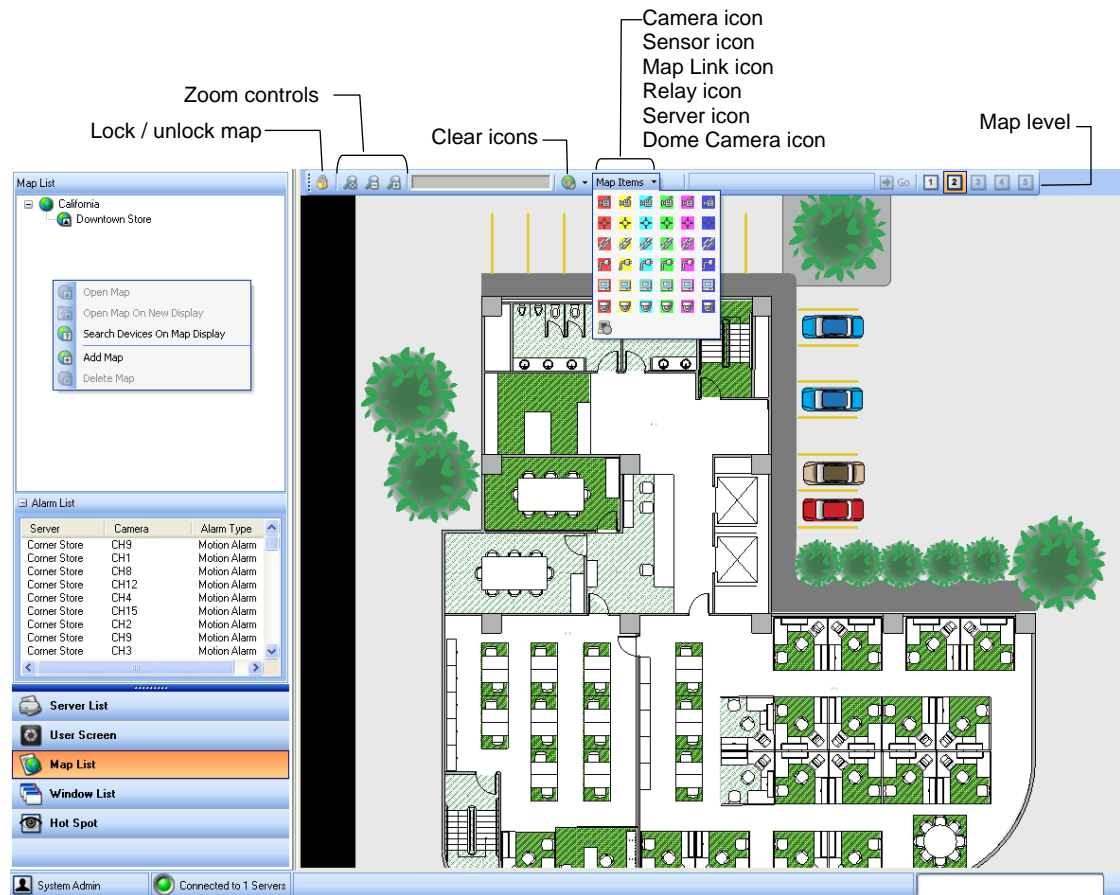 Camera icon
Sensor icon
Map Link icon
Relay icon
Server icon
Dome Camera icon
Zoom controls
Lock / unlock map
Clear icons
Map level
Map Items
Go
1 2 3 4 5
Map List
California
Downtown Store
Open Map
Open Map On New Display
Search Devices On Map Display
Add Map
Delete Map
Alarm List
Server Camera Alarm Type
Corner Store CH9 Motion Alarm
Corner Store CH1 Motion Alarm
Corner Store CH8 Motion Alarm
Corner Store CH12 Motion Alarm
Corner Store CH4 Motion Alarm
Corner Store CH15 Motion Alarm
Corner Store CH2 Motion Alarm
Corner Store CH9 Motion Alarm
Corner Store CH3 Motion Alarm
Server List
User Screen
Map List
Window List
Hot Spot
System Admin
Connected to 1 Servers